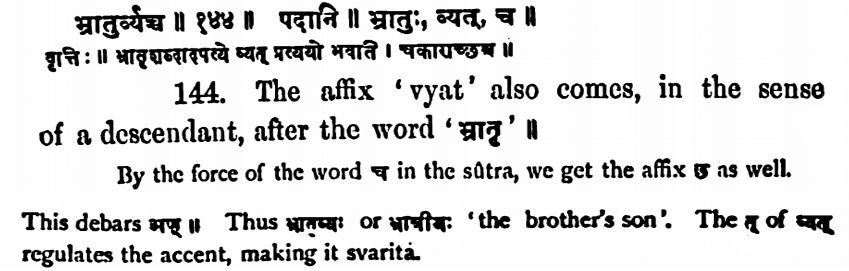 भ्रातुर्व्यच्च ॥ १४४ ॥ पदानि ॥ भ्रातुः, व्यत्, च ॥
वृत्तिः ॥ भ्रातृशब्दादपत्ये व्यत् प्रत्ययो भवति । चकाराच्छश्च ॥
144. The affix 'vyat' also comes, in the sense
of a descendant, after the word 'भ्रातृ' ॥
By the force of the word च in the sûtra, we get the affix छ as well.
This debars अण् ॥ Thus भ्रातृव्यः or भ्रात्रीयः 'the brother's son'. The त् of व्यत्
regulates the accent, making it svarita.